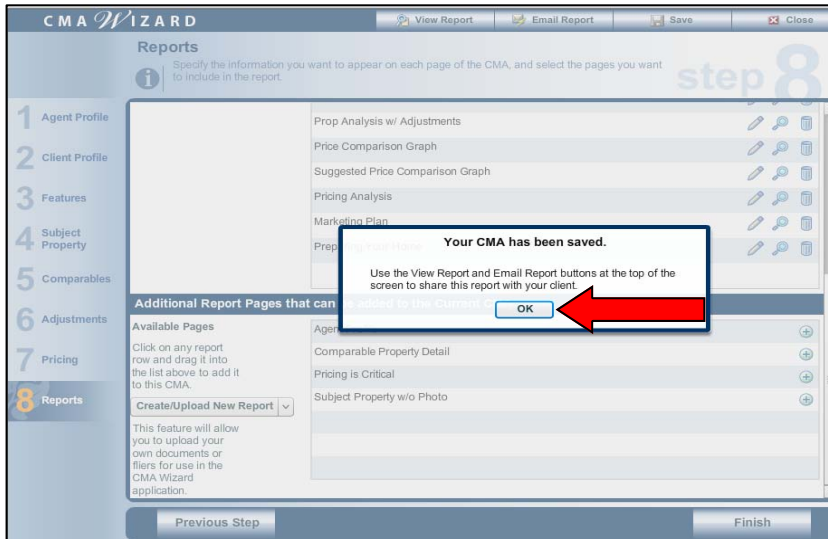 CMA WIZARD
View Report
Email Report
Save
Close
Reports
Specify the information you want to appear on each page of the CMA, and select the pages you want
to include in the report.
step 8
1 Agent Profile
2 Client Profile
3 Features
4 Subject
Property
5 Comparables
6 Adjustments
7 Pricing
8 Reports
Prop Analysis w/ Adjustments
Price Comparison Graph
Suggested Price Comparison Graph
Pricing Analysis
Marketing Plan
Your CMA has been saved.
Use the View Report and Email Report buttons at the top of the
screen to share this report with your client.
OK
Additional Report Pages that can be added to the Current
Available Pages
Click on any report
row and drag it into
the list above to add it
to this CMA.
Create/Upload New Report
This feature will allow
you to upload your
own documents or
fliers for use in the
CMA Wizard
application.
Comparable Property Detail
Pricing is Critical
Subject Property w/o Photo
Previous Step
Finish